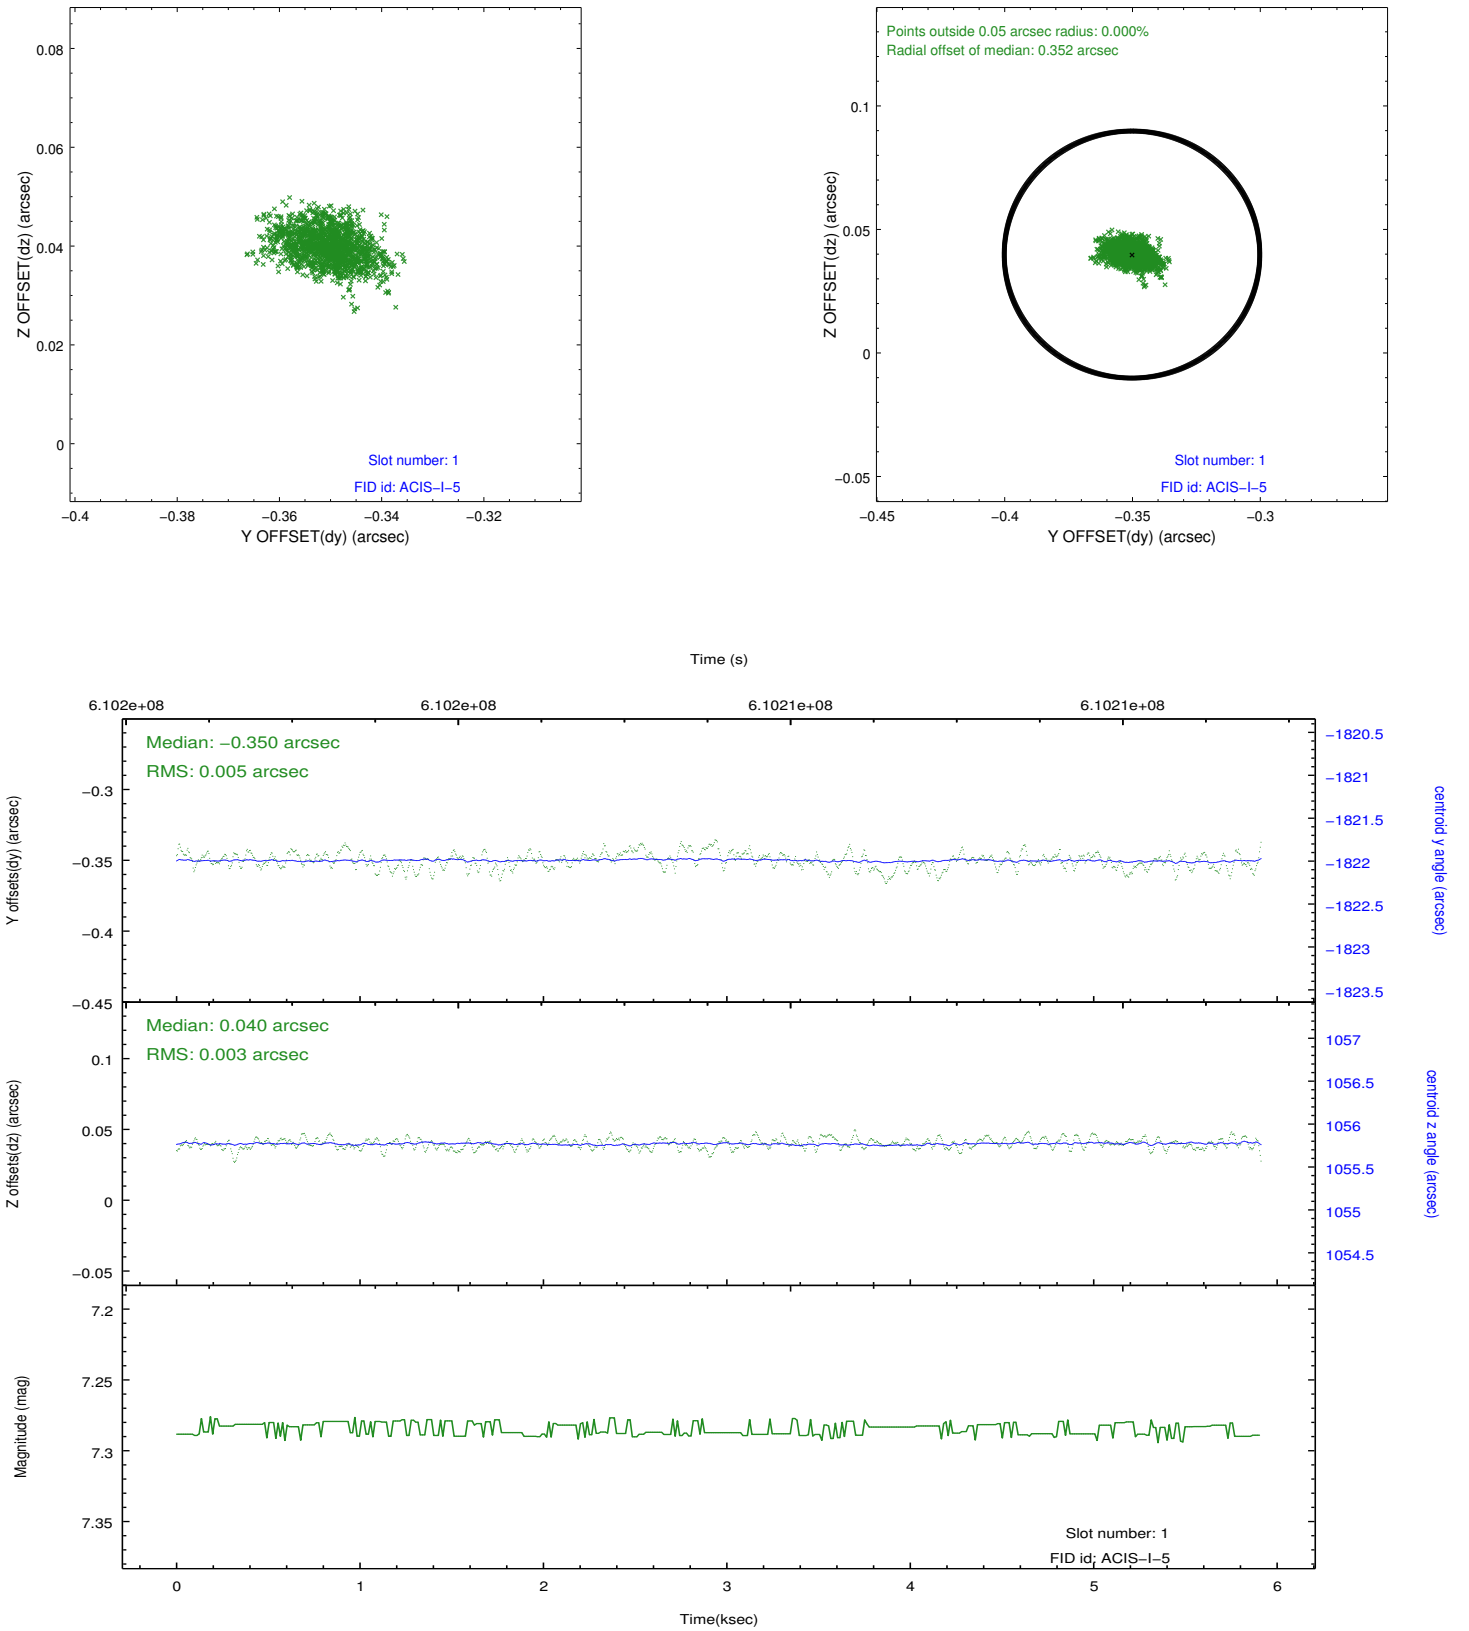 0.08
0.06
0.04
0.02
0
Z OFFSET(dz) (arcsec)
Slot number: 1
FID id: ACIS−I−5
−0.4 −0.38 −0.36 −0.34 −0.32
Y OFFSET(dy) (arcsec)
Points outside 0.05 arcsec radius: 0.000%
Radial offset of median: 0.352 arcsec
0.1
0.05
0
−0.05
Z OFFSET(dz) (arcsec)
Slot number: 1
FID id: ACIS−I−5
−0.45 −0.4 −0.35 −0.3
Y OFFSET(dy) (arcsec)
Time (s)
6.102e+08 6.102e+08 6.1021e+08 6.1021e+08
Median: −0.350 arcsec
RMS: 0.005 arcsec
−0.3
−0.35
−0.4
−0.45
Y offsets(dy) (arcsec)
−1820.5
−1821
−1821.5
−1822
−1822.5
−1823
−1823.5
centroid y angle (arcsec)
Median: 0.040 arcsec
RMS: 0.003 arcsec
0.1
0.05
0
−0.05
Z offsets(dz) (arcsec)
1057
1056.5
1056
1055.5
1055
1054.5
centroid z angle (arcsec)
7.2
7.25
7.3
7.35
Magnitude (mag)
Slot number: 1
FID id: ACIS−I−5
0 1 2 3 4 5 6
Time(ksec)